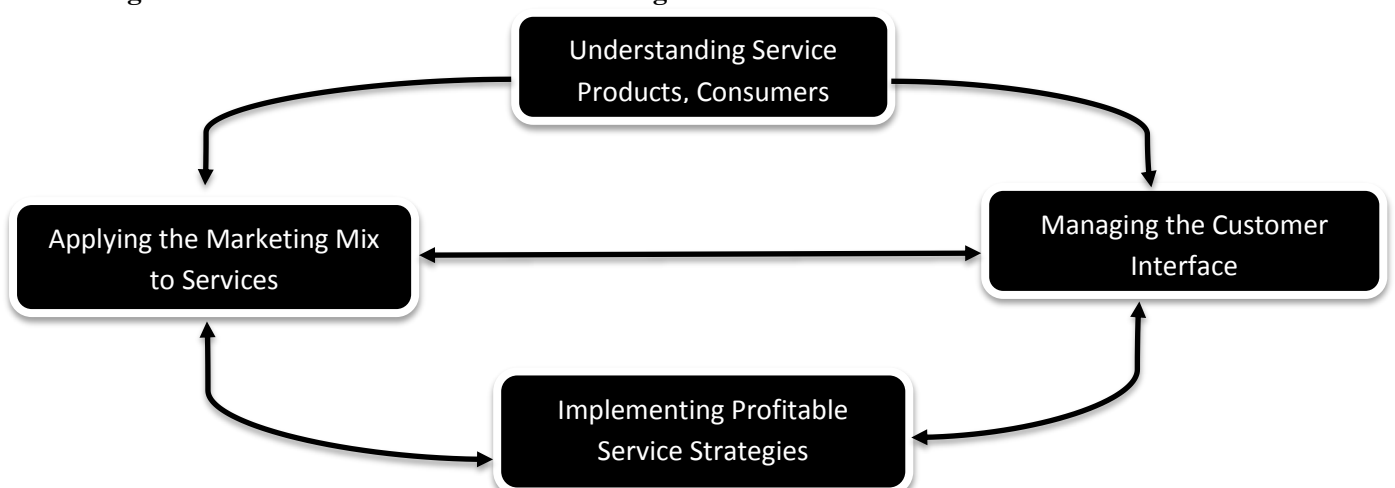 Understanding Service
Products, Consumers
Applying the Marketing Mix
to Services
Managing the Customer
Interface
Implementing Profitable
Service Strategies